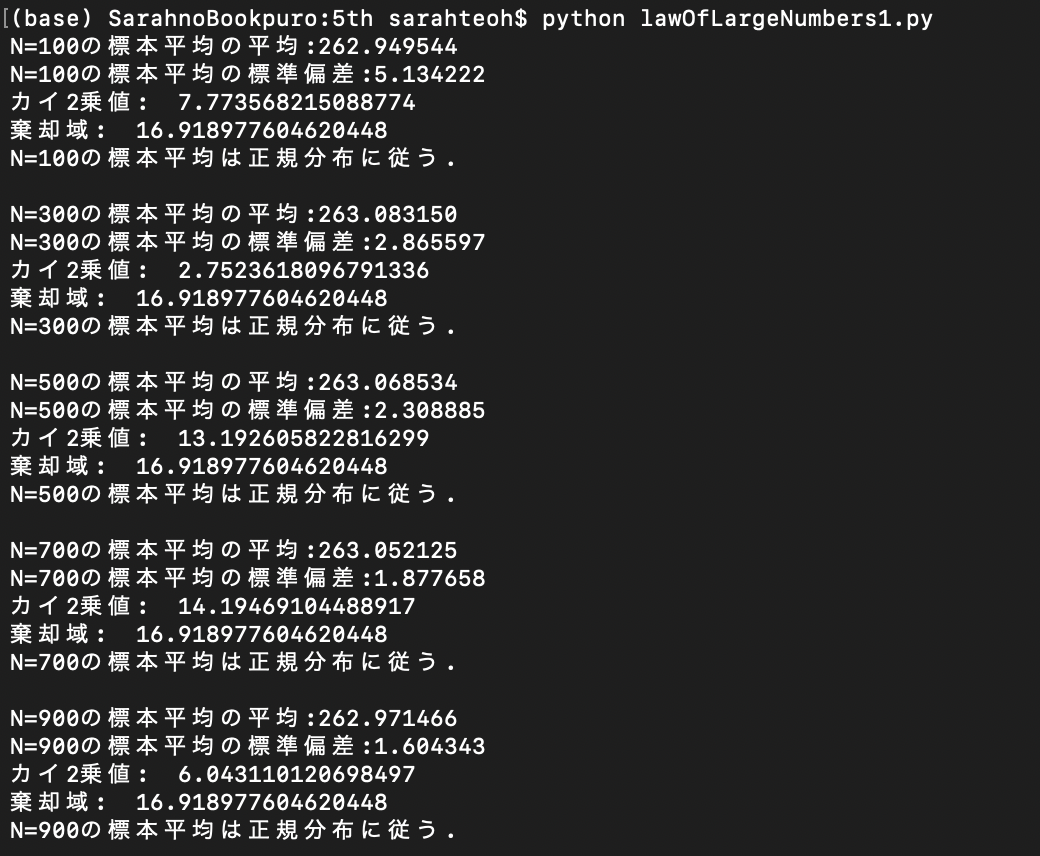 [(base) SarahnoBookpuro:5th sarahteoh$ python lawOfLargeNumbers1.py
N=100の標本平均の平均:262.949544
N=100の標本平均の標準偏差:5.134222
カイ2乗値:  7.773568215088774
棄却域:  16.918977604620448
N=100の標本平均は正規分布に従う.
N=300の標本平均の平均:263.083150
N=300の標本平均の標準偏差:2.865597
カイ2乗値:  2.7523618096791336
棄却域:  16.918977604620448
N=300の標本平均は正規分布に従う.
N=500の標本平均の平均:263.068534
N=500の標本平均の標準偏差:2.308885
カイ2乗値:  13.192605822816299
棄却域:  16.918977604620448
N=500の標本平均は正規分布に従う.
N=700の標本平均の平均:263.052125
N=700の標本平均の標準偏差:1.877658
カイ2乗値:  14.19469104488917
棄却域:  16.918977604620448
N=700の標本平均は正規分布に従う.
N=900の標本平均の平均:262.971466
N=900の標本平均の標準偏差:1.604343
カイ2乗値:  6.043110120698497
棄却域:  16.918977604620448
N=900の標本平均は正規分布に従う.